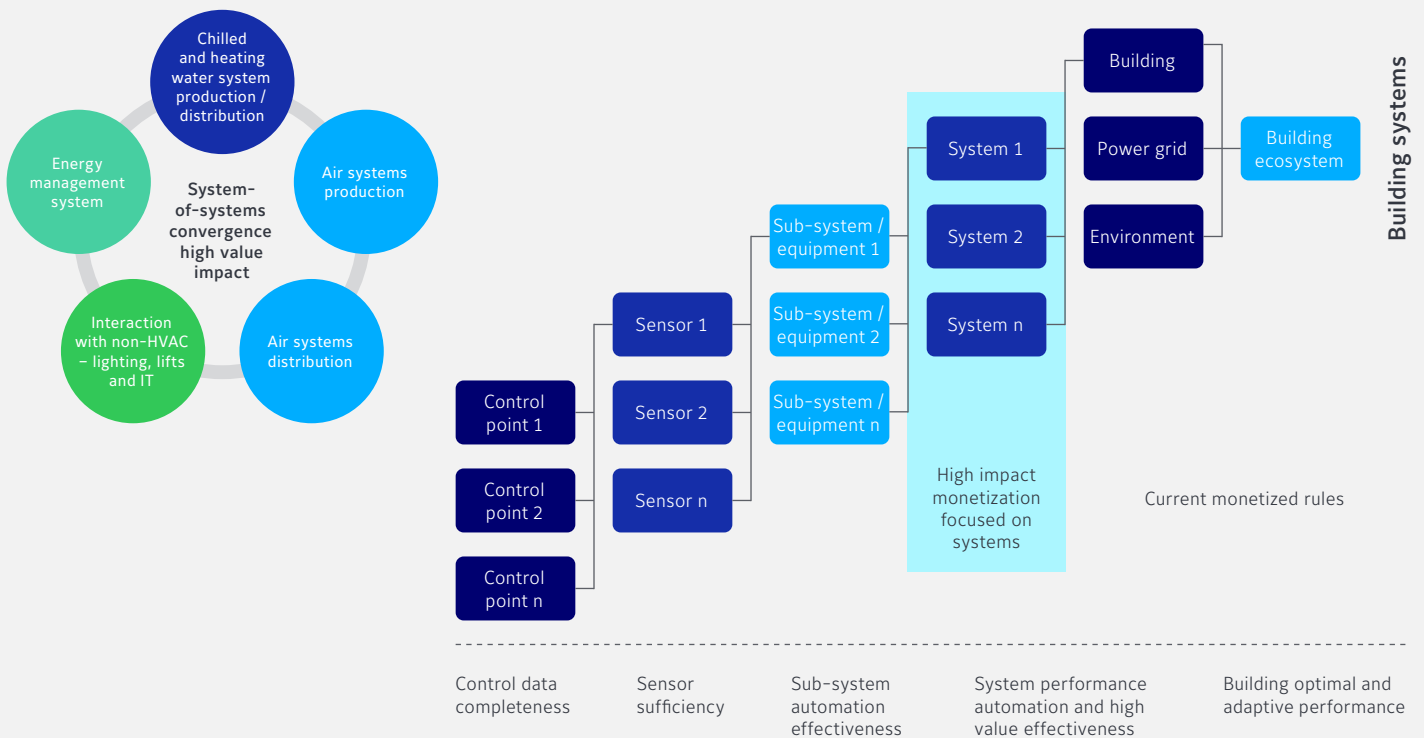 Chilled
and heating
water system
production /
distribution
Energy
management
system
Air systems
production
System-
of-systems
convergence
high value
impact
Interaction
with non-HVAC
– lighting, lifts
and IT
Air systems
distribution
Control
point 1
Control
point 2
Control
point n
Sensor 1
Sensor 2
Sensor n
Sub-system /
equipment 1
Sub-system /
equipment 2
Sub-system /
equipment n
System 1
System 2
System n
High impact
monetization
focused on
systems
Building
Power grid
Environment
Current monetized rules
Building
ecosystem
Building systems
Control data
completeness
Sensor
sufficiency
Sub-system
automation
effectiveness
System performance
automation and high
value effectiveness
Building optimal and
adaptive performance